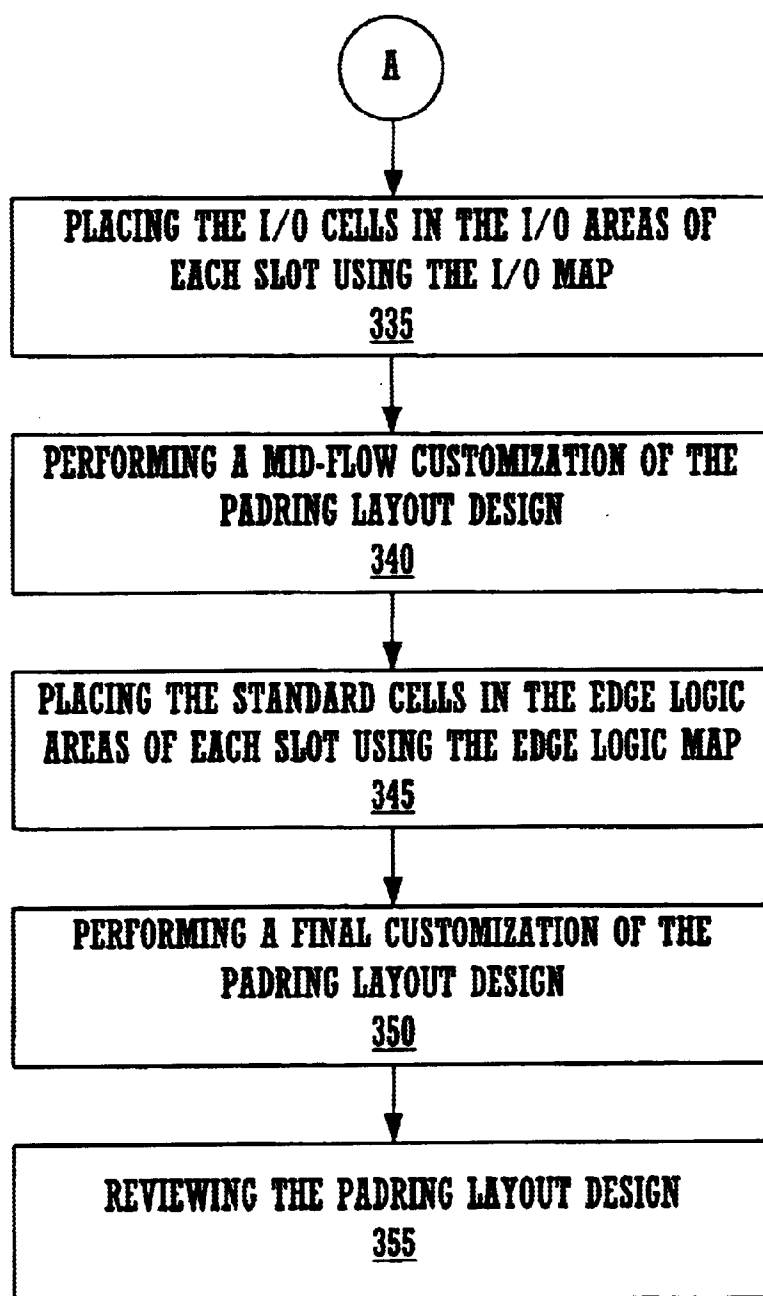 A
PLACING THE I/O CELLS IN THE I/O AREAS OF
EACH SLOT USING THE I/O MAP
335
PERFORMING A MID-FLOW CUSTOMIZATION OF THE
PADRING LAYOUT DESIGN
340
PLACING THE STANDARD CELLS IN THE EDGE LOGIC
AREAS OF EACH SLOT USING THE EDGE LOGIC MAP
345
PERFORMING A FINAL CUSTOMIZATION OF THE
PADRING LAYOUT DESIGN
350
REVIEWING THE PADRING LAYOUT DESIGN
355